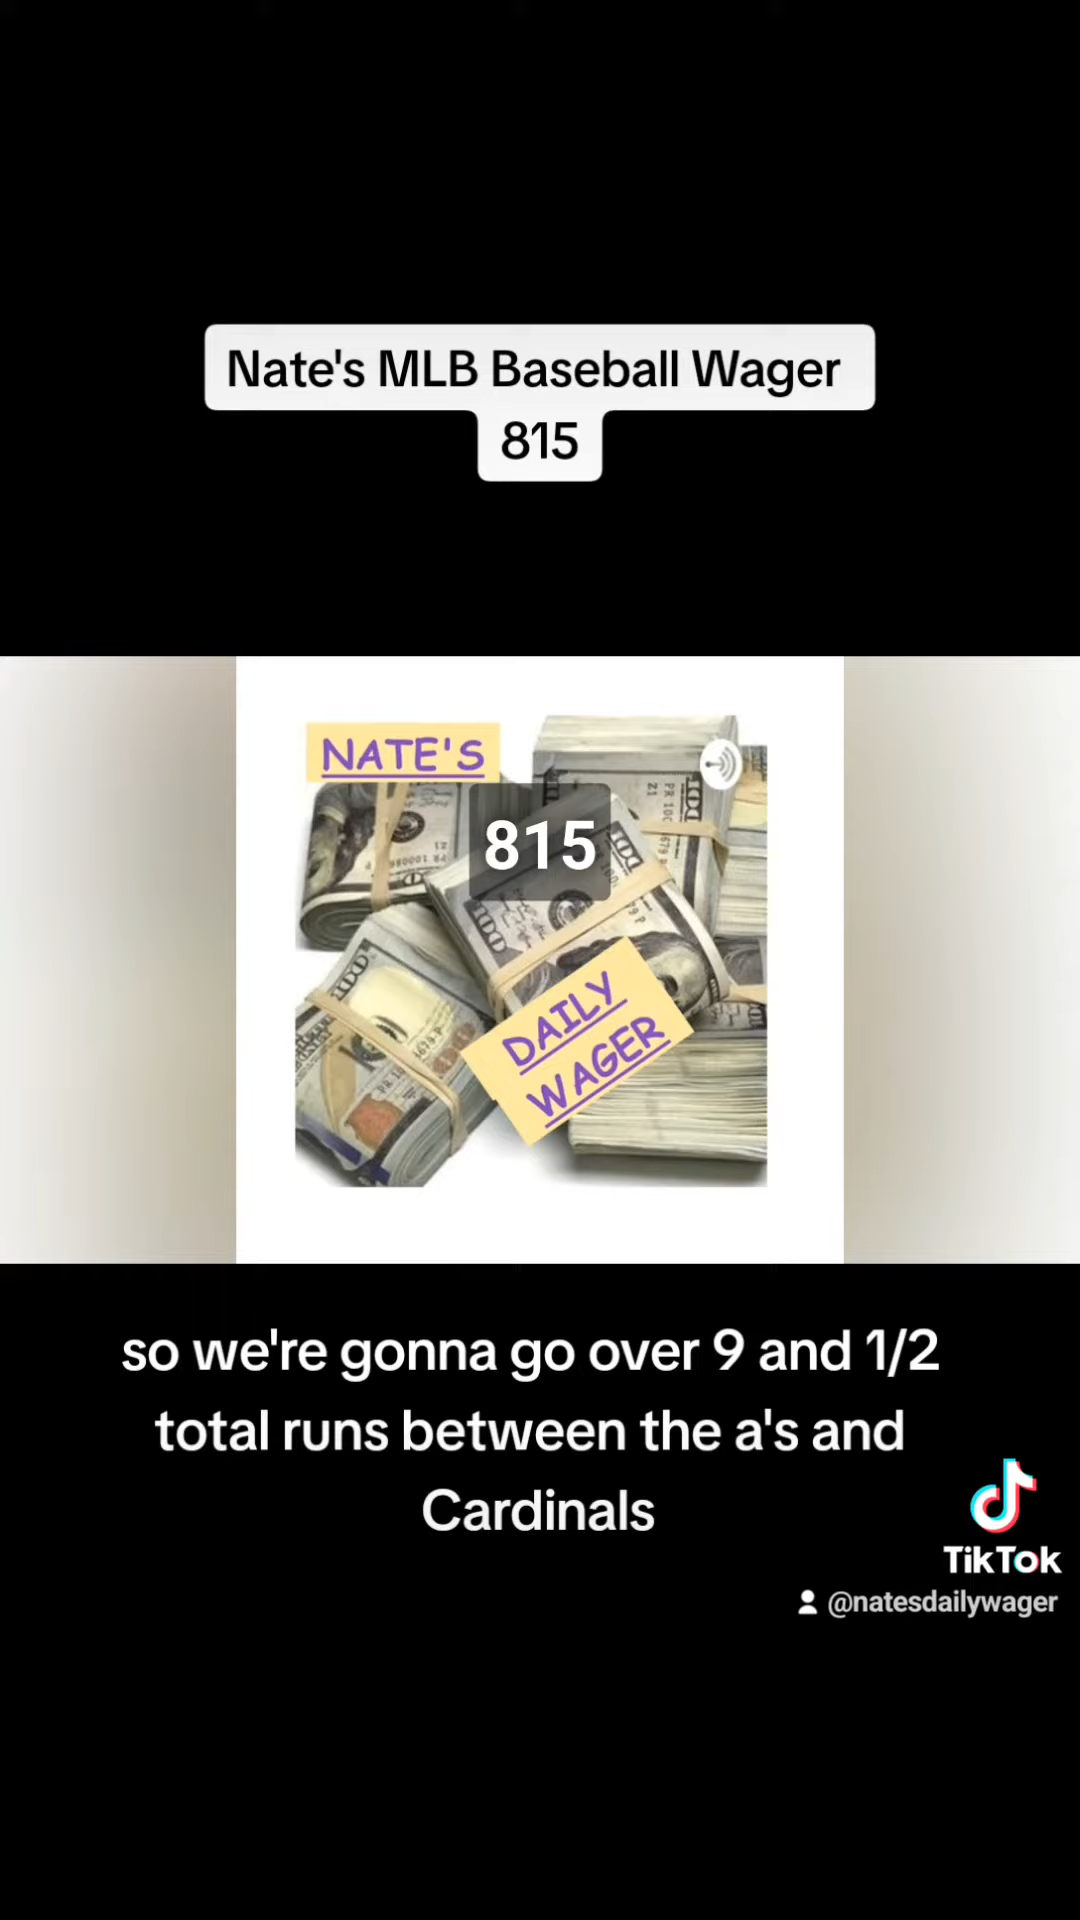 Nate's MLB Baseball Wager
815
NATE'S
815
DAILY
WAGER
so we're gonna go over 9 and 1/2
total runs between the a's and
Cardinals
TikTok
@natesdailywager